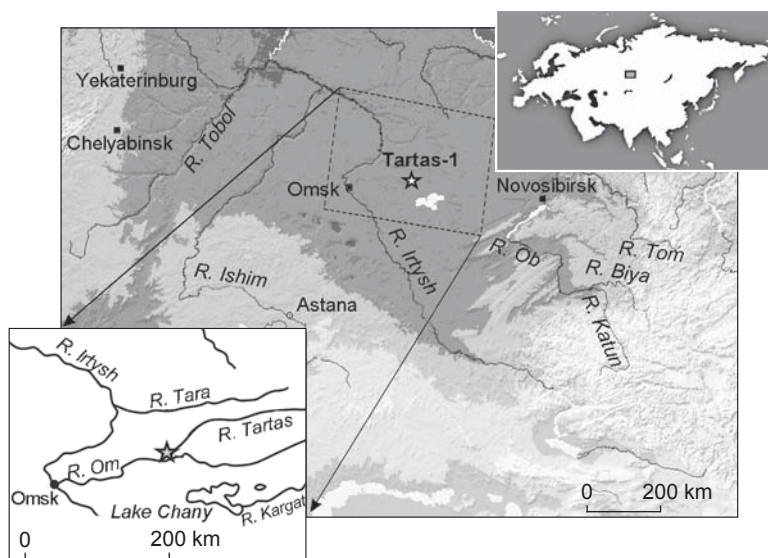 Yekaterinburg
Chelyabinsk
R. Tobol
Omsk
Tartas-1
Novosibirsk
R. Ishim
Astana
R. Irtysh
R. Ob
R. Tom
R. Biya
R. Katun
0 200 km
R. Irtysh
R. Tara
R. Tartas
R. Om
Omsk
Lake Chany
R. Kargat
0 200 km